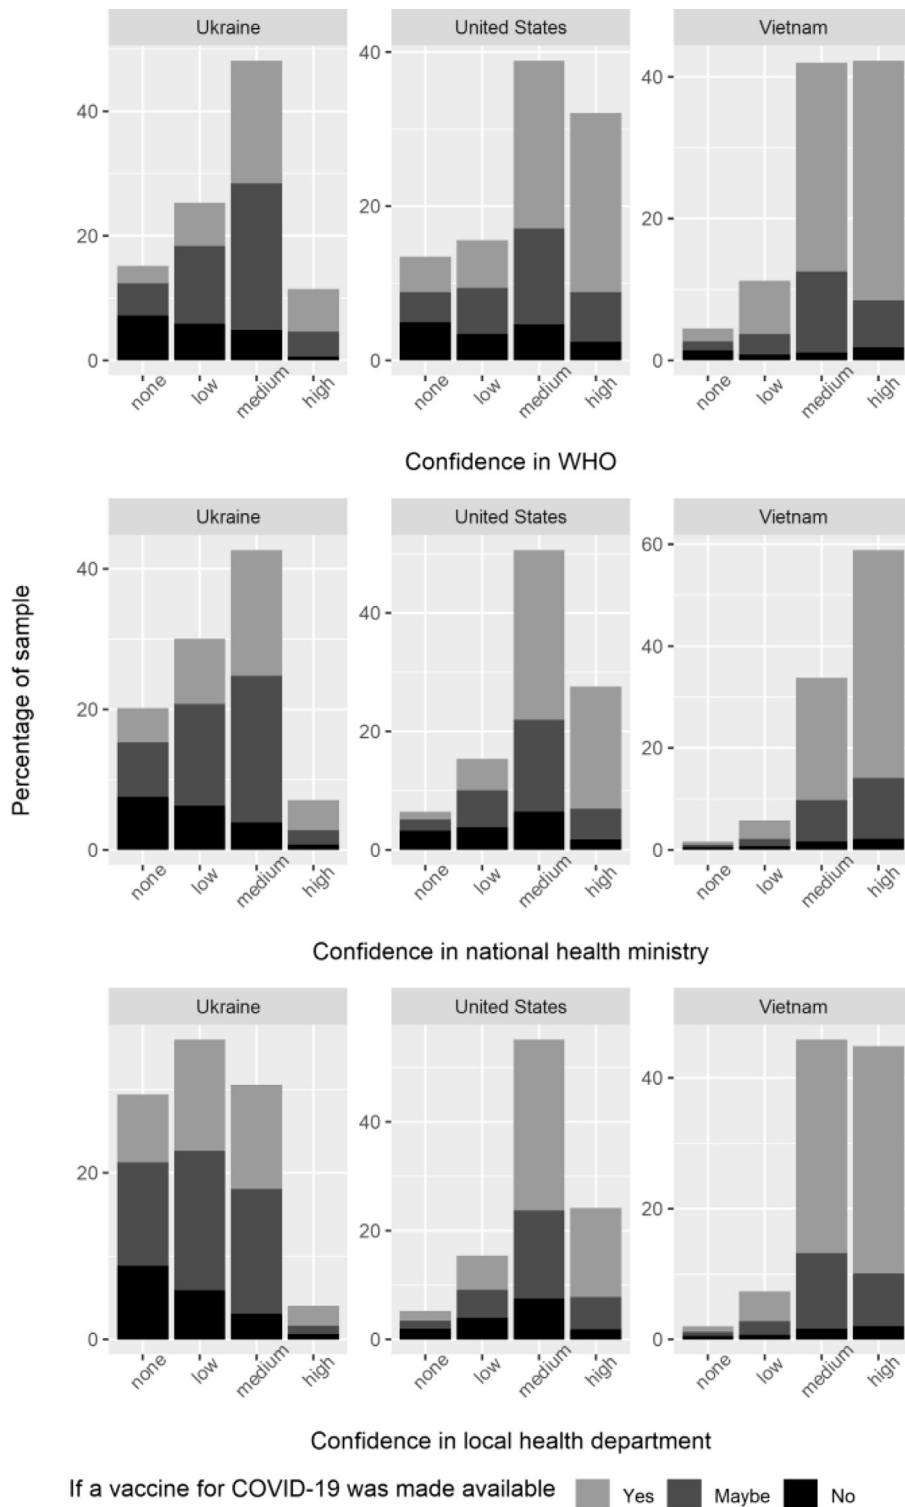 Ukraine United States Vietnam
40
20
0
40
20
0
40
20
0
none low medium high none low medium high none low medium high
Confidence in WHO
Ukraine United States Vietnam
40
20
0
40
20
0
60
40
20
0
none low medium high none low medium high none low medium high
Confidence in national health ministry
Percentage of sample
Ukraine United States Vietnam
20
0
40
20
0
40
20
0
none low medium high none low medium high none low medium high
Confidence in local health department
If a vaccine for COVID-19 was made available Yes Maybe No